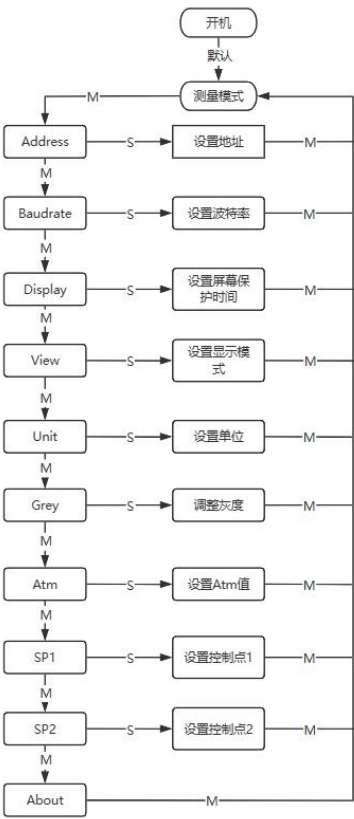 开机
默认
测量模式
M
Address
S
设置地址
M
M
Baudrate
S
设置波特率
M
M
Display
S
设置屏幕保
护时间
M
M
View
S
设置显示模
式
M
M
Unit
S
设置单位
M
M
Grey
S
调整灰度
M
M
Atm
S
设置Atm值
M
M
SP1
S
设置控制点1
M
M
SP2
S
设置控制点2
M
M
About
M